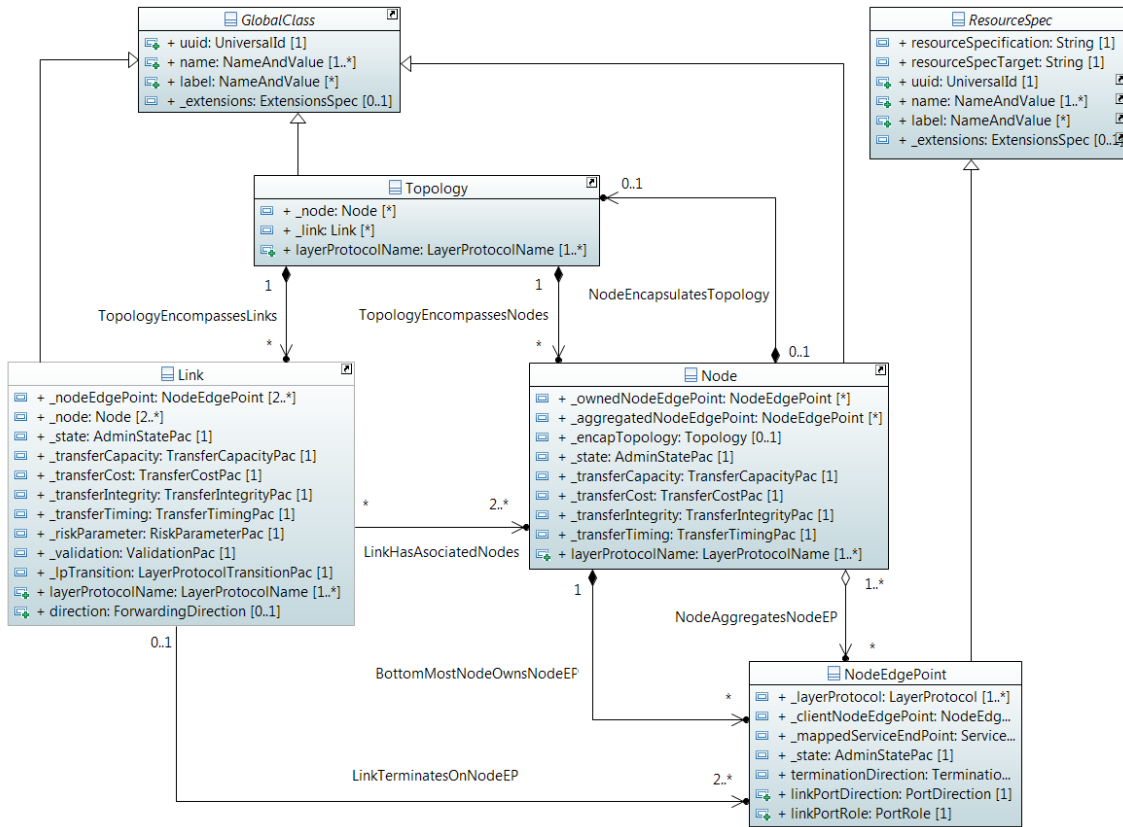 GlobalClass
+ uuid: UniversalId [1]
+ name: NameAndValue [1..*]
+ label: NameAndValue [*]
+ _extensions: ExtensionsSpec [0..1]
ResourceSpec
+ resourceSpecification: String [1]
+ resourceSpecTarget: String [1]
+ uuid: UniversalId [1]
+ name: NameAndValue [1..*]
+ label: NameAndValue [*]
+ _extensions: ExtensionsSpec [0..1]
Topology
+ _node: Node [*]
+ _link: Link [*]
+ layerProtocolName: LayerProtocolName [1..*]
0..1
1
1
NodeEncapsulatesTopology
TopologyEncompassesLinks
TopologyEncompassesNodes
*
*
0..1
Link
+ _nodeEdgePoint: NodeEdgePoint [2..*]
+ _node: Node [2..*]
+ _state: AdminStatePac [1]
+ _transferCapacity: TransferCapacityPac [1]
+ _transferCost: TransferCostPac [1]
+ _transferIntegrity: TransferIntegrityPac [1]
+ _transferTiming: TransferTimingPac [1]
+ _riskParameter: RiskParameterPac [1]
+ _validation: ValidationPac [1]
+ _lpTransition: LayerProtocolTransitionPac [1]
+ layerProtocolName: LayerProtocolName [1..*]
+ direction: ForwardingDirection [0..1]
Node
+ _ownedNodeEdgePoint: NodeEdgePoint [*]
+ _aggregatedNodeEdgePoint: NodeEdgePoint [*]
+ _encapTopology: Topology [0..1]
+ _state: AdminStatePac [1]
+ _transferCapacity: TransferCapacityPac [1]
+ _transferCost: TransferCostPac [1]
+ _transferIntegrity: TransferIntegrityPac [1]
+ _transferTiming: TransferTimingPac [1]
+ layerProtocolName: LayerProtocolName [1..*]
*
2..*
LinkHasAsociatedNodes
1
1..*
NodeAggregatesNodeEP
0..1
*
BottomMostNodeOwnsNodeEP
*
NodeEdgePoint
+ _layerProtocol: LayerProtocol [1..*]
+ _clientNodeEdgePoint: NodeEdg...
+ _mappedServiceEndPoint: Service...
+ _state: AdminStatePac [1]
+ terminationDirection: Terminatio...
+ linkPortDirection: PortDirection [1]
+ linkPortRole: PortRole [1]
LinkTerminatesOnNodeEP
2..*